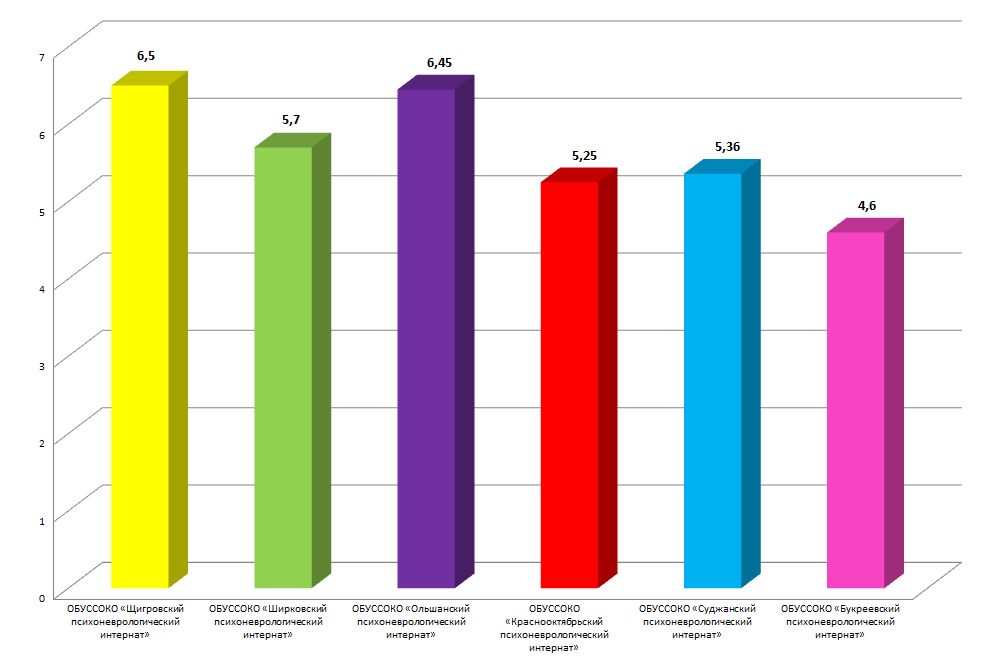 6,5
5,7
6,45
5,25
5,36
4,6
7
6
5
4
3
2
1
0
ОБУССОКО «Щигровский
психоневрологический
интернат»
ОБУССОКО «Ширковский
психоневрологический
интернат»
ОБУССОКО «Ольшанский
психоневрологический
интернат»
ОБУССОКО
«Краснооктябрьский
психоневрологический
интернат»
ОБУССОКО «Суджанский
психоневрологический
интернат»
ОБУССОКО «Букреевский
психоневрологический
интернат»